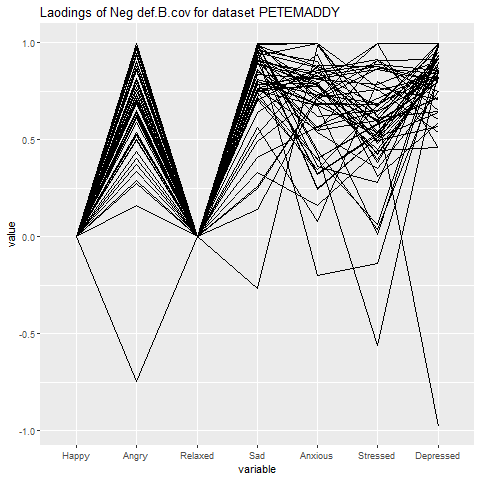 Laodings of Neg def.B.cov for dataset PETEMADDY
1.0
0.5
0.0
-0.5
-1.0
value
Happy Angry Relaxed Sad Anxious Stressed Depressed
variable